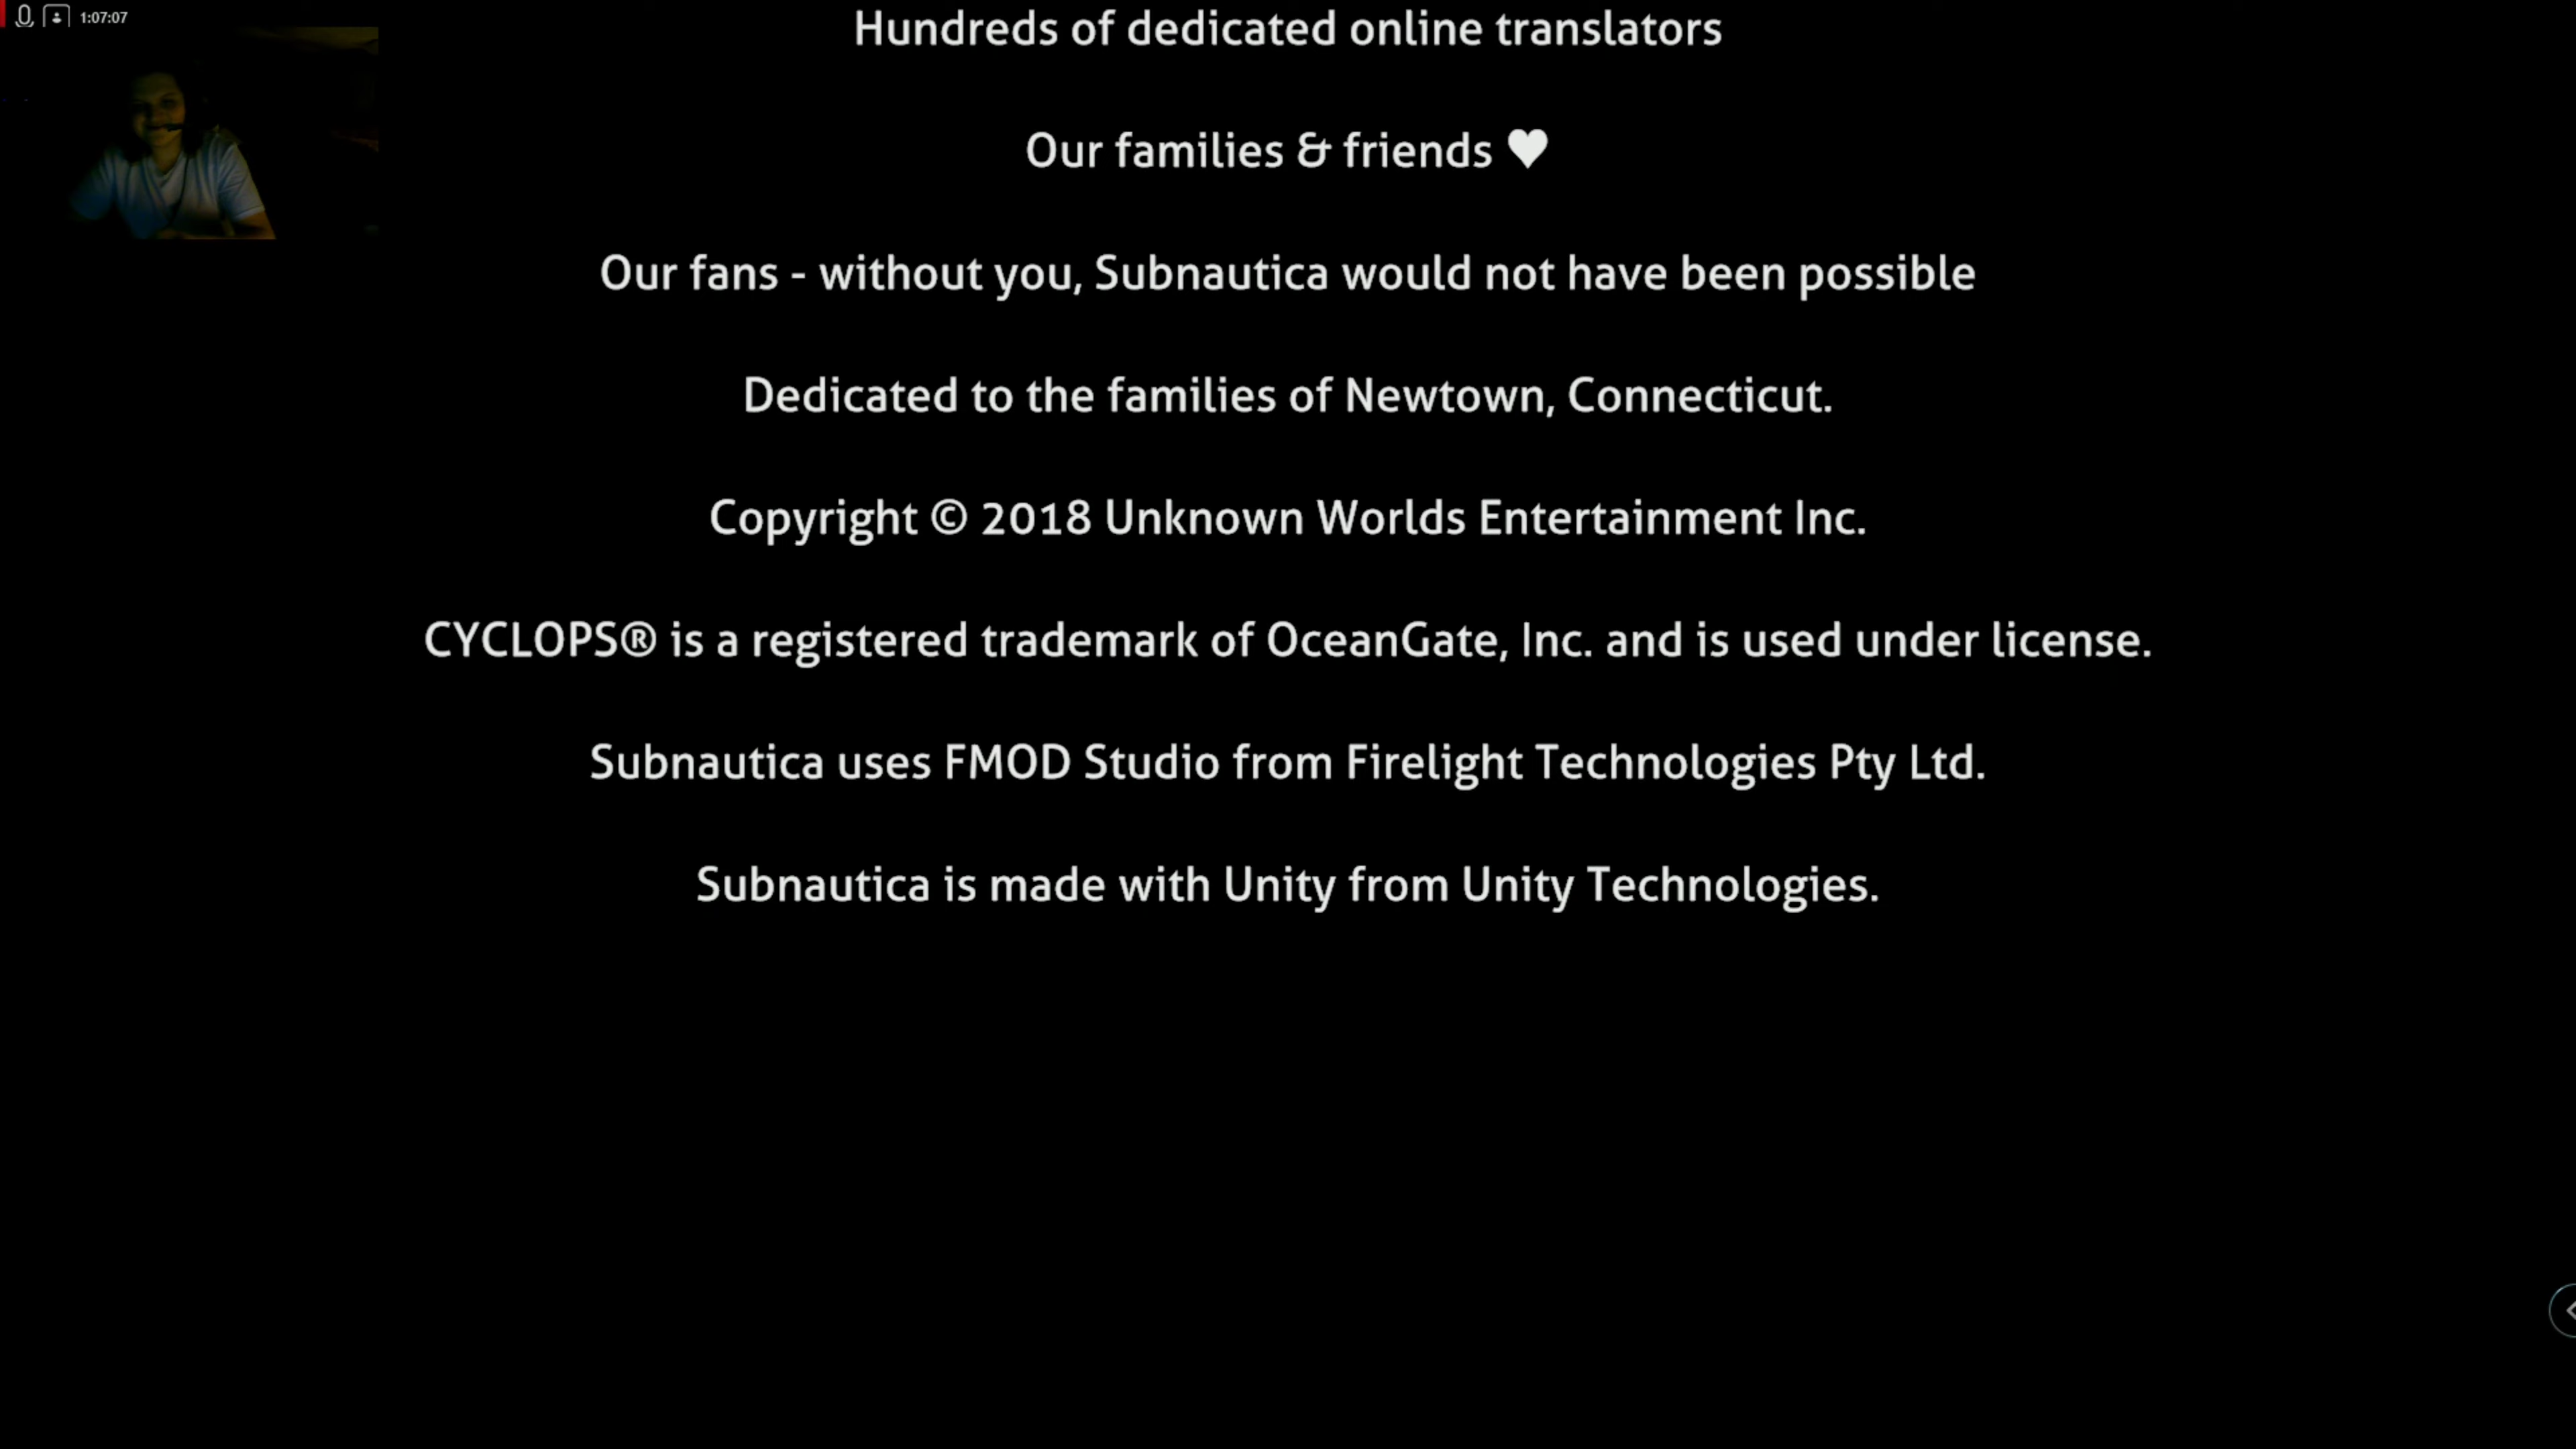 1:07:07
Hundreds of dedicated online translators
Our families & friends ♥
Our fans - without you, Subnautica would not have been possible
Dedicated to the families of Newtown, Connecticut.
Copyright © 2018 Unknown Worlds Entertainment Inc.
CYCLOPS® is a registered trademark of OceanGate, Inc. and is used under license.
Subnautica uses FMOD Studio from Firelight Technologies Pty Ltd.
Subnautica is made with Unity from Unity Technologies.